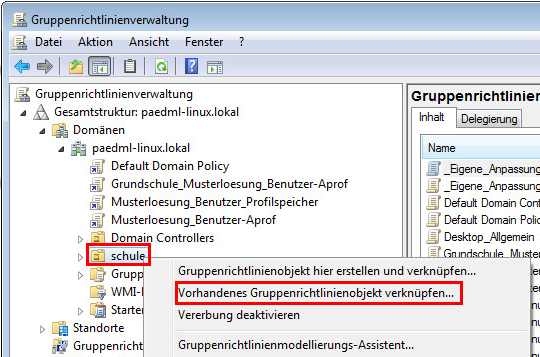 Gruppenrichtlinienverwaltung
Datei Aktion Ansicht Fenster ?
Gruppenrichtlinienverwaltung
Gesamtstruktur: paedml-linux.lokal
Domänen
paedml-linux.lokal
Default Domain Policy
Grundschule_Musterloesung_Benutzer-Aprof
Musterloesung_Benutzer_Profilspeicher
Musterloesung_Benutzer-Aprof
Domain Controllers
schule
Grupp
WMI-
Starter
Standorte
Gruppenricht
Gruppenrichtlinienobjekt hier erstellen und verknüpfen...
Vorhandenes Gruppenrichtlinienobjekt verknüpfen...
Vererbung deaktivieren
Gruppenrichtlinienmodellierungs-Assistent...
Gruppenrichtlinien
Inhalt Delegierung
Name
_Eigene_Anpassung
_Eigene_Anpassung
Default Domain Cont
Default Domain Polic
Desktop_Allgemein
Grundschule_Muster